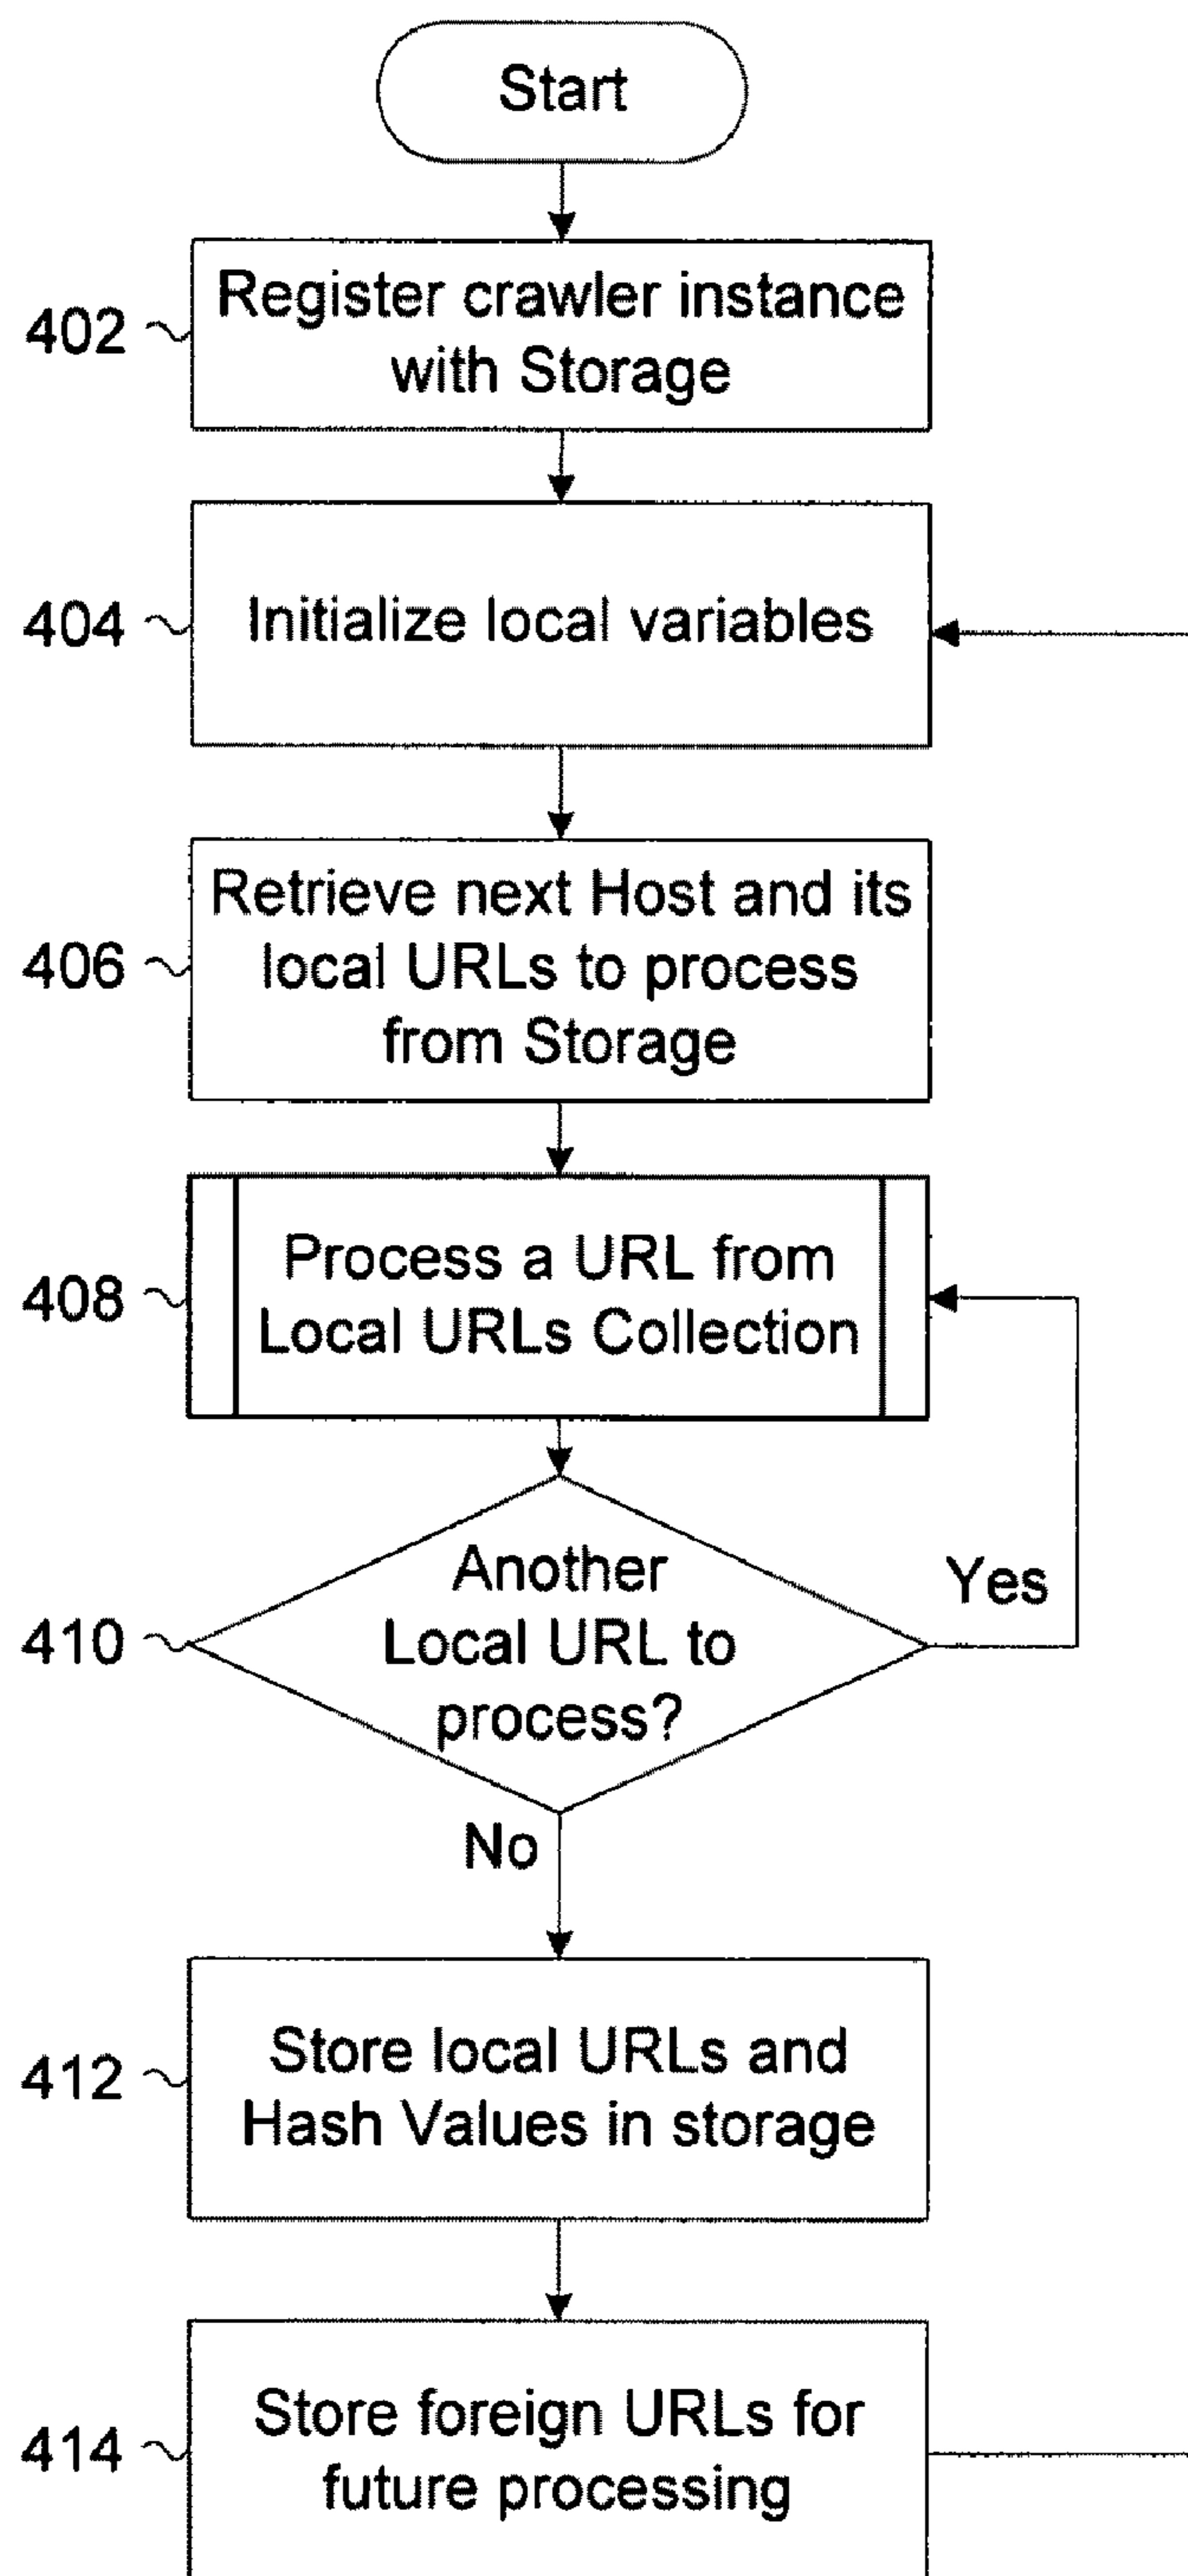 Start
402
Register crawler instance
with Storage
404
Initialize local variables
406
Retrieve next Host and its
local URLs to process
from Storage
408
Process a URL from
Local URLs Collection
410
Another
Local URL to
process?
Yes
No
412
Store local URLs and
Hash Values in storage
414
Store foreign URLs for
future processing